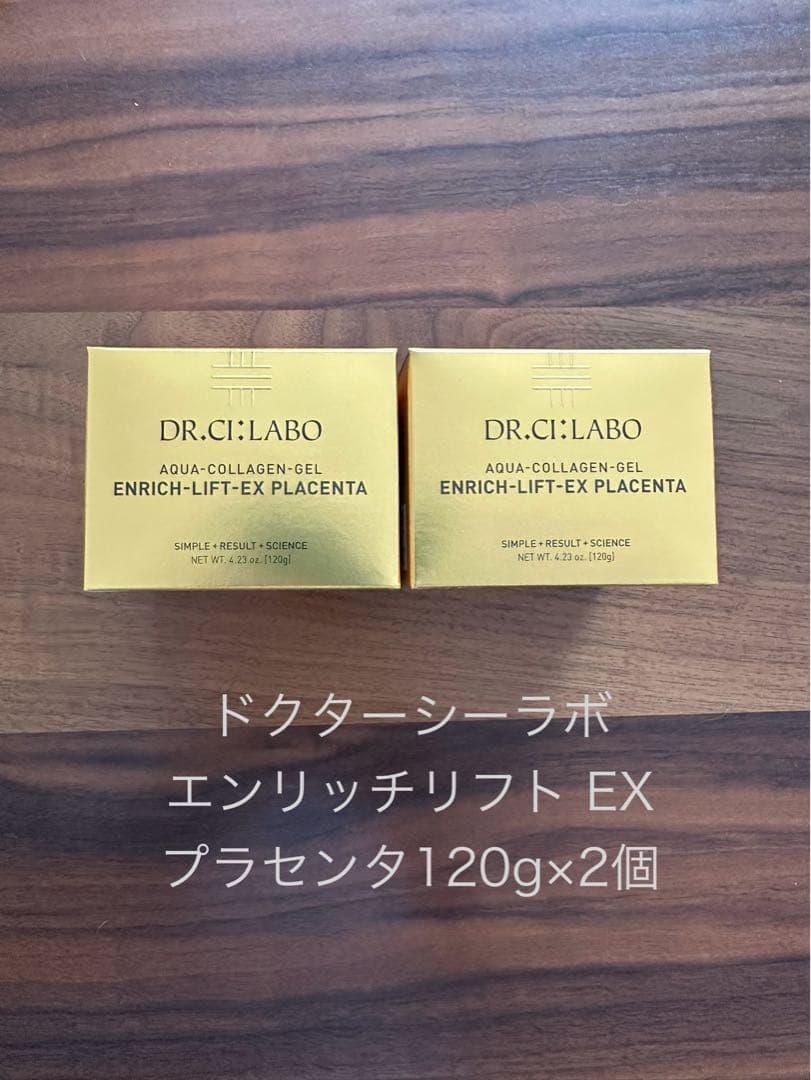 DR.CI:LABO
AQUA-COLLAGEN-GEL
ENRICH-LIFT-EX PLACENTA
SIMPLE + RESULT + SCIENCE
NET WT. 4.23 oz. [120g]
DR.CI:LABO
AQUA-COLLAGEN-GEL
ENRICH-LIFT-EX PLACENTA
SIMPLE + RESULT + SCIENCE
NET WT. 4.23 oz. [120g]
ドクターシーラボ
エンリッチリフト EX
プラセンタ120g×2個